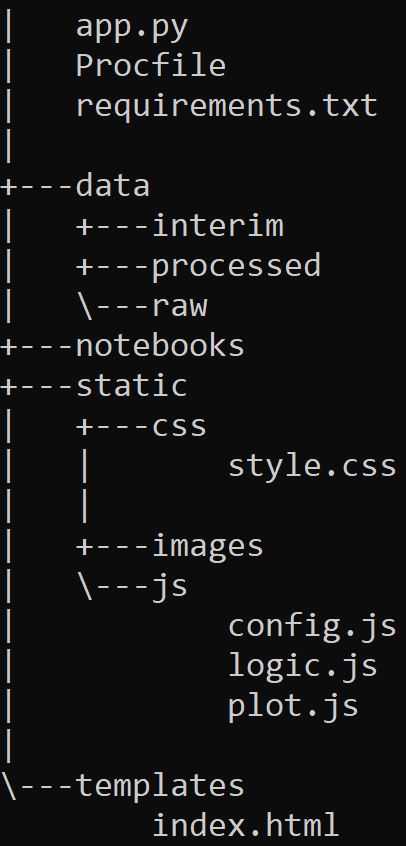 |   app.py
|   Procfile
|   requirements.txt
|
+---data
|   +---interim
|   +---processed
|   \---raw
+---notebooks
+---static
|   +---css
|   |       style.css
|   |
|   +---images
|   \---js
|           config.js
|           logic.js
|           plot.js
|
\---templates
        index.html